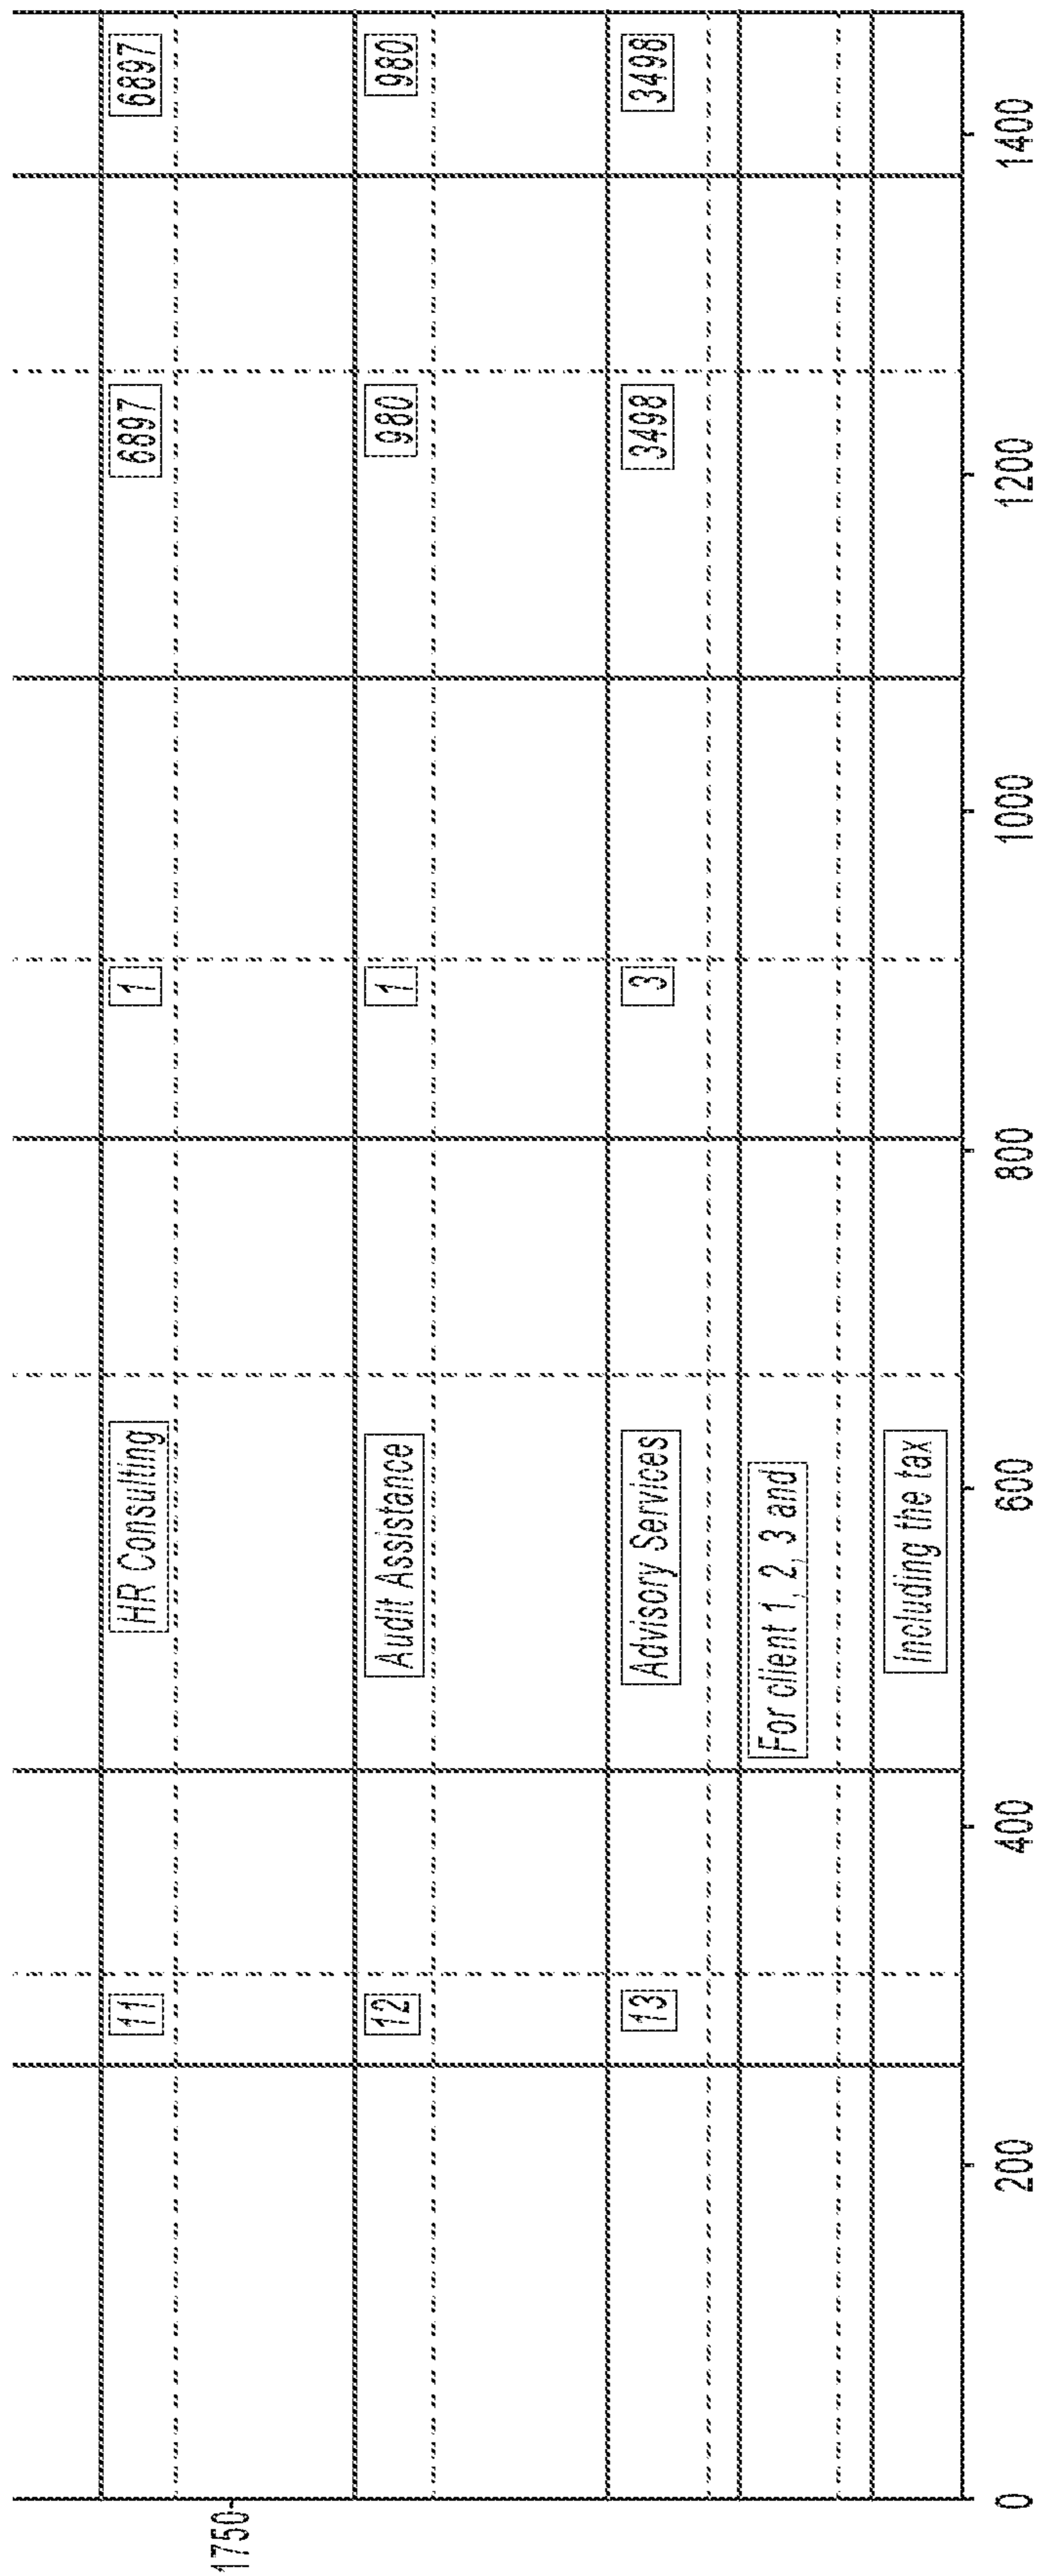 11 HR Consulting 1 6897 6897
1750
12 Audit Assistance 1 980 980
13 Advisory Services 3 3498 3498
For client 1, 2, 3 and
Including the tax
0 200 400 600 800 1000 1200 1400